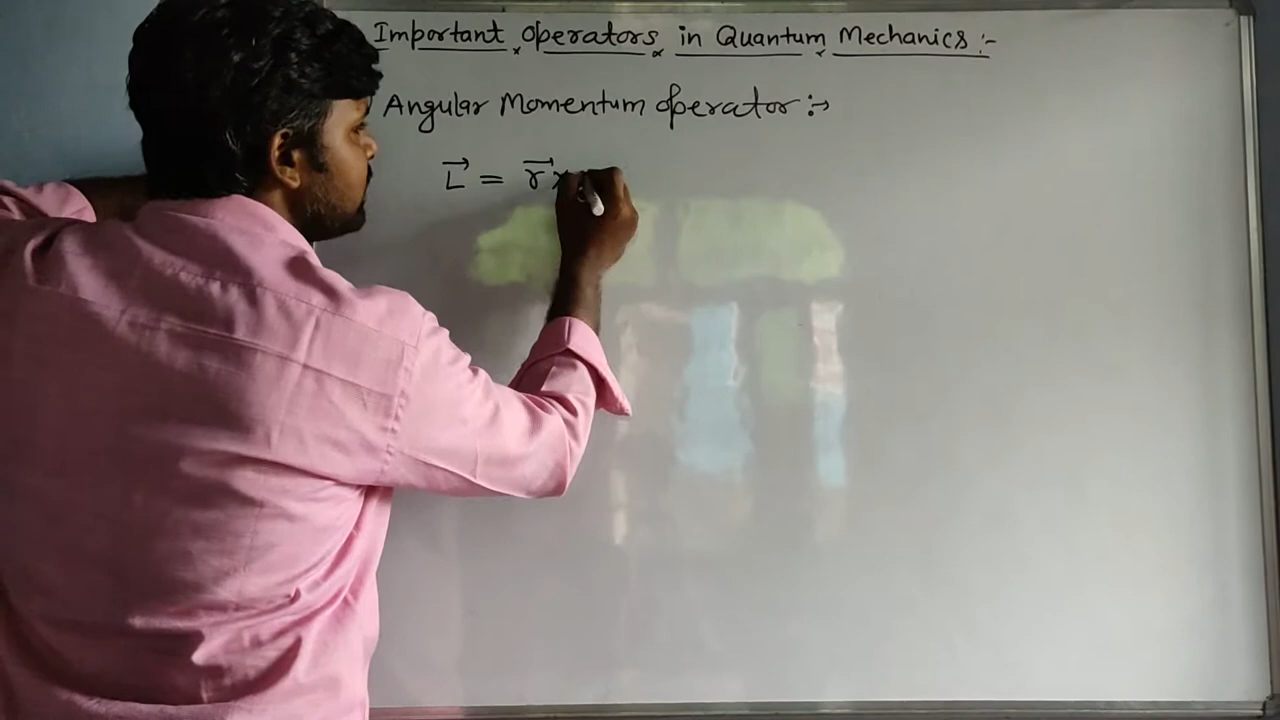 Important Operators in Quantum Mechanics :-
Angular Momentum Operator :→
L⃗ = r⃗ ×